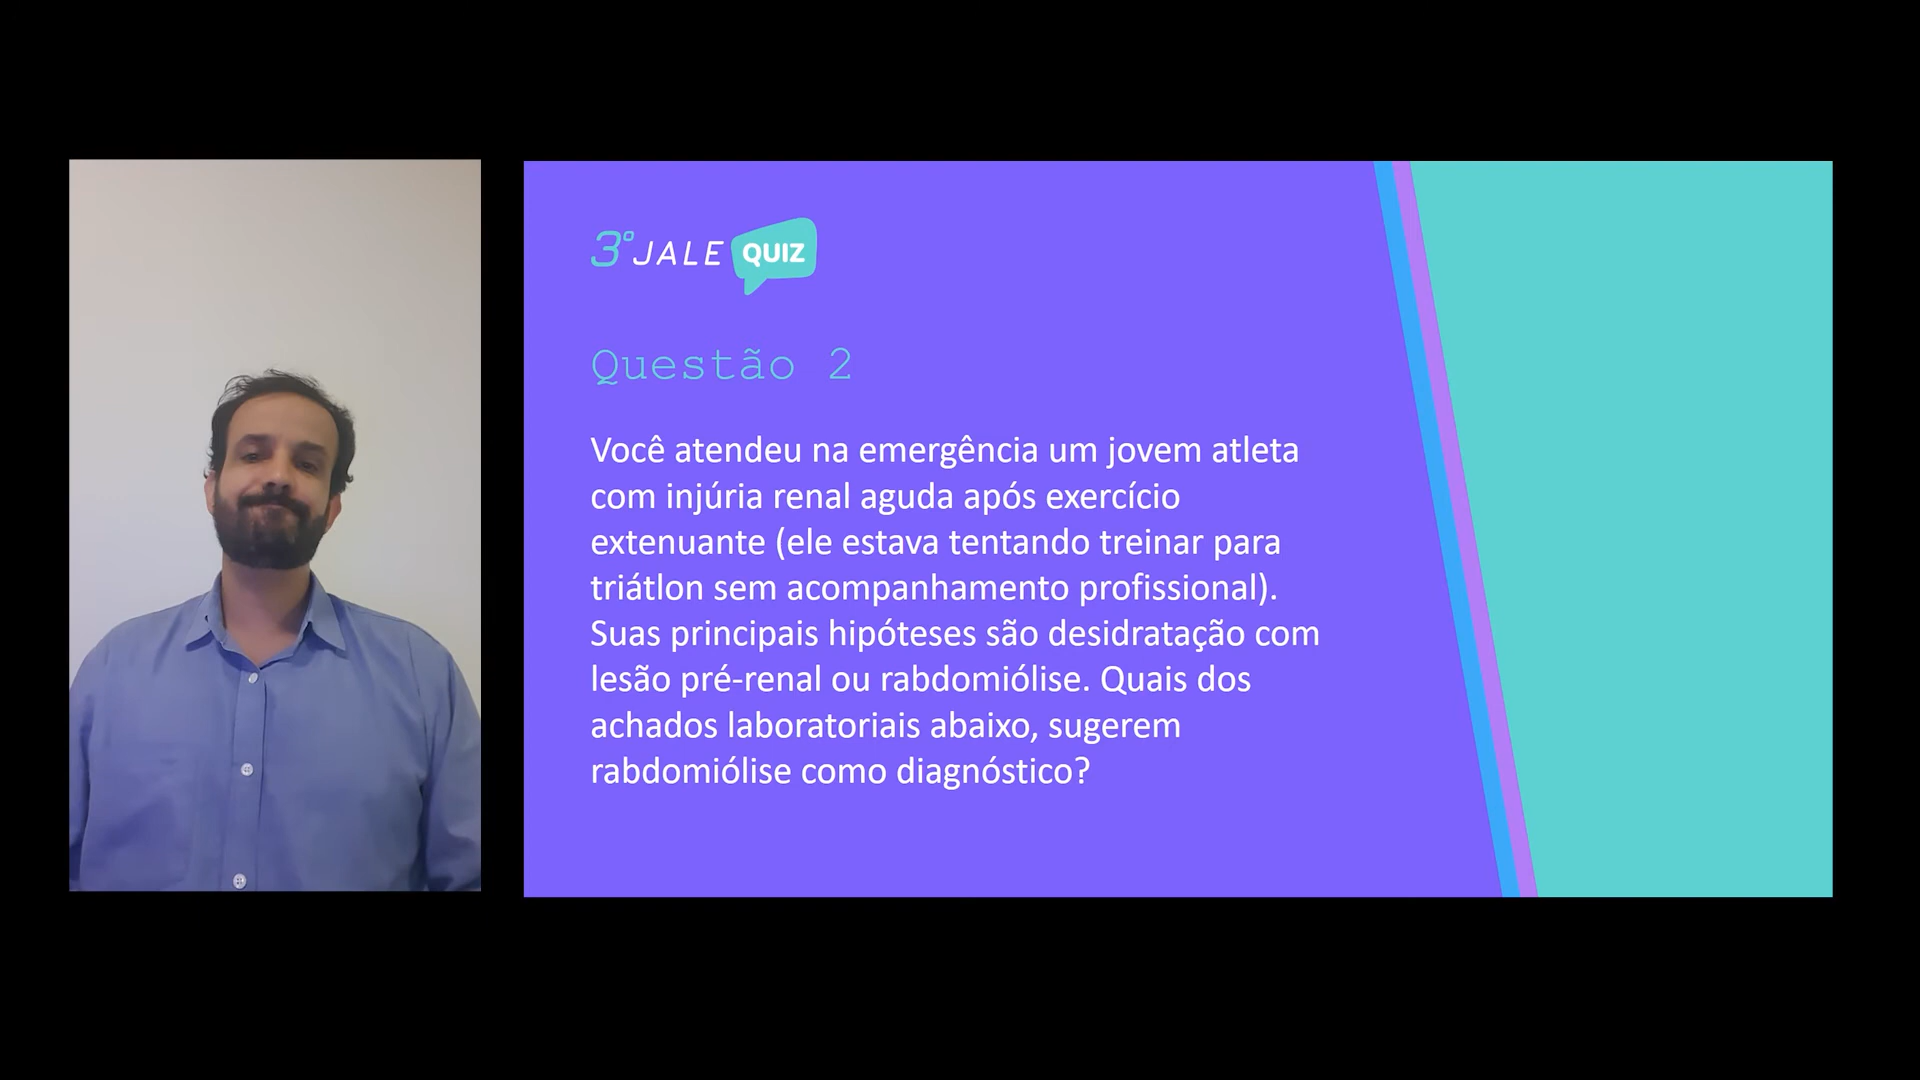 3º JALE QUIZ
Questão 2
Você atendeu na emergência um jovem atleta
com injúria renal aguda após exercício
extenuante (ele estava tentando treinar para
triátlon sem acompanhamento profissional).
Suas principais hipóteses são desidratação com
lesão pré-renal ou rabdomiólise. Quais dos
achados laboratoriais abaixo, sugerem
rabdomiólise como diagnóstico?